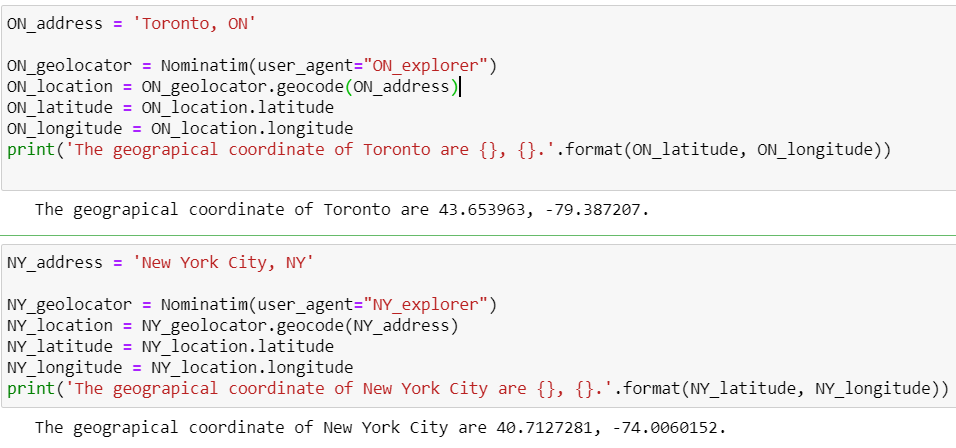 ON_address = 'Toronto, ON'
ON_geolocator = Nominatim(user_agent="ON_explorer")
ON_location = ON_geolocator.geocode(ON_address)
ON_latitude = ON_location.latitude
ON_longitude = ON_location.longitude
print('The geograpical coordinate of Toronto are {}, {}.'.format(ON_latitude, ON_longitude))
The geograpical coordinate of Toronto are 43.653963, -79.387207.
NY_address = 'New York City, NY'
NY_geolocator = Nominatim(user_agent="NY_explorer")
NY_location = NY_geolocator.geocode(NY_address)
NY_latitude = NY_location.latitude
NY_longitude = NY_location.longitude
print('The geograpical coordinate of New York City are {}, {}.'.format(NY_latitude, NY_longitude))
The geograpical coordinate of New York City are 40.7127281, -74.0060152.